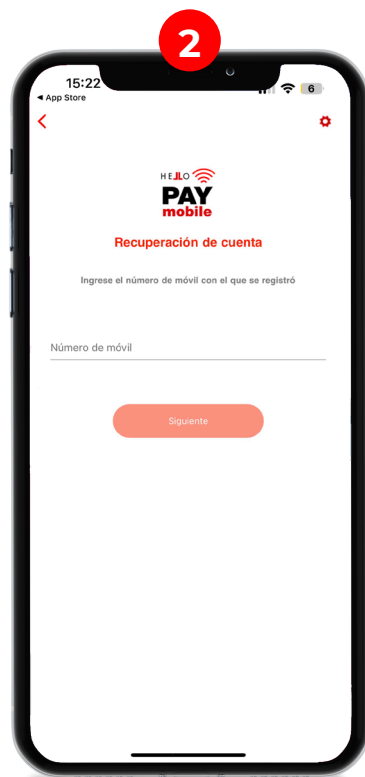 2
15:22
6
◀ App Store
HELLO
PAY
mobile
Recuperación de cuenta
Ingrese el número de móvil con el que se registró
Número de móvil
Siguiente